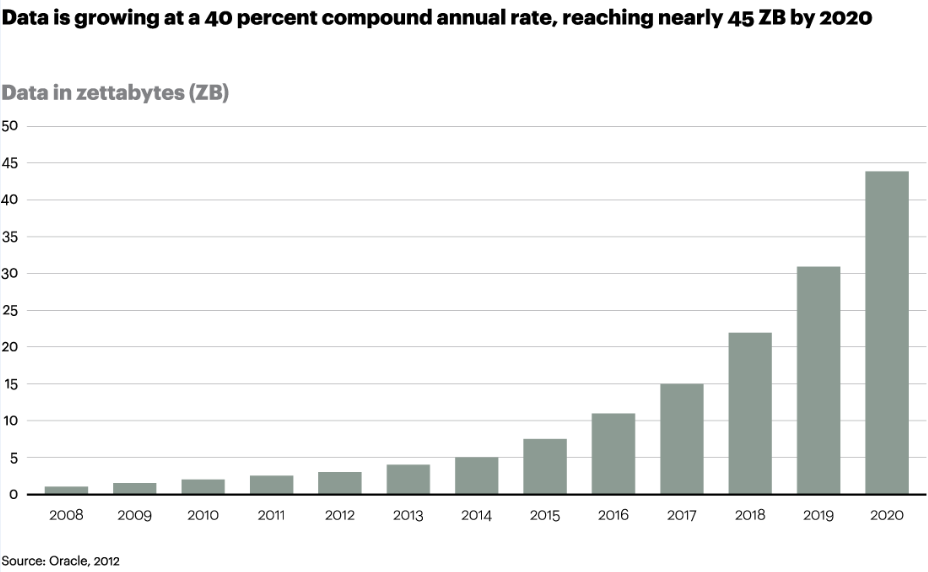 Data is growing at a 40 percent compound annual rate, reaching nearly 45 ZB by 2020
Data in zettabytes (ZB)
50
45
40
35
30
25
20
15
10
5
0
2008 2009 2010 2011 2012 2013 2014 2015 2016 2017 2018 2019 2020
Source: Oracle, 2012